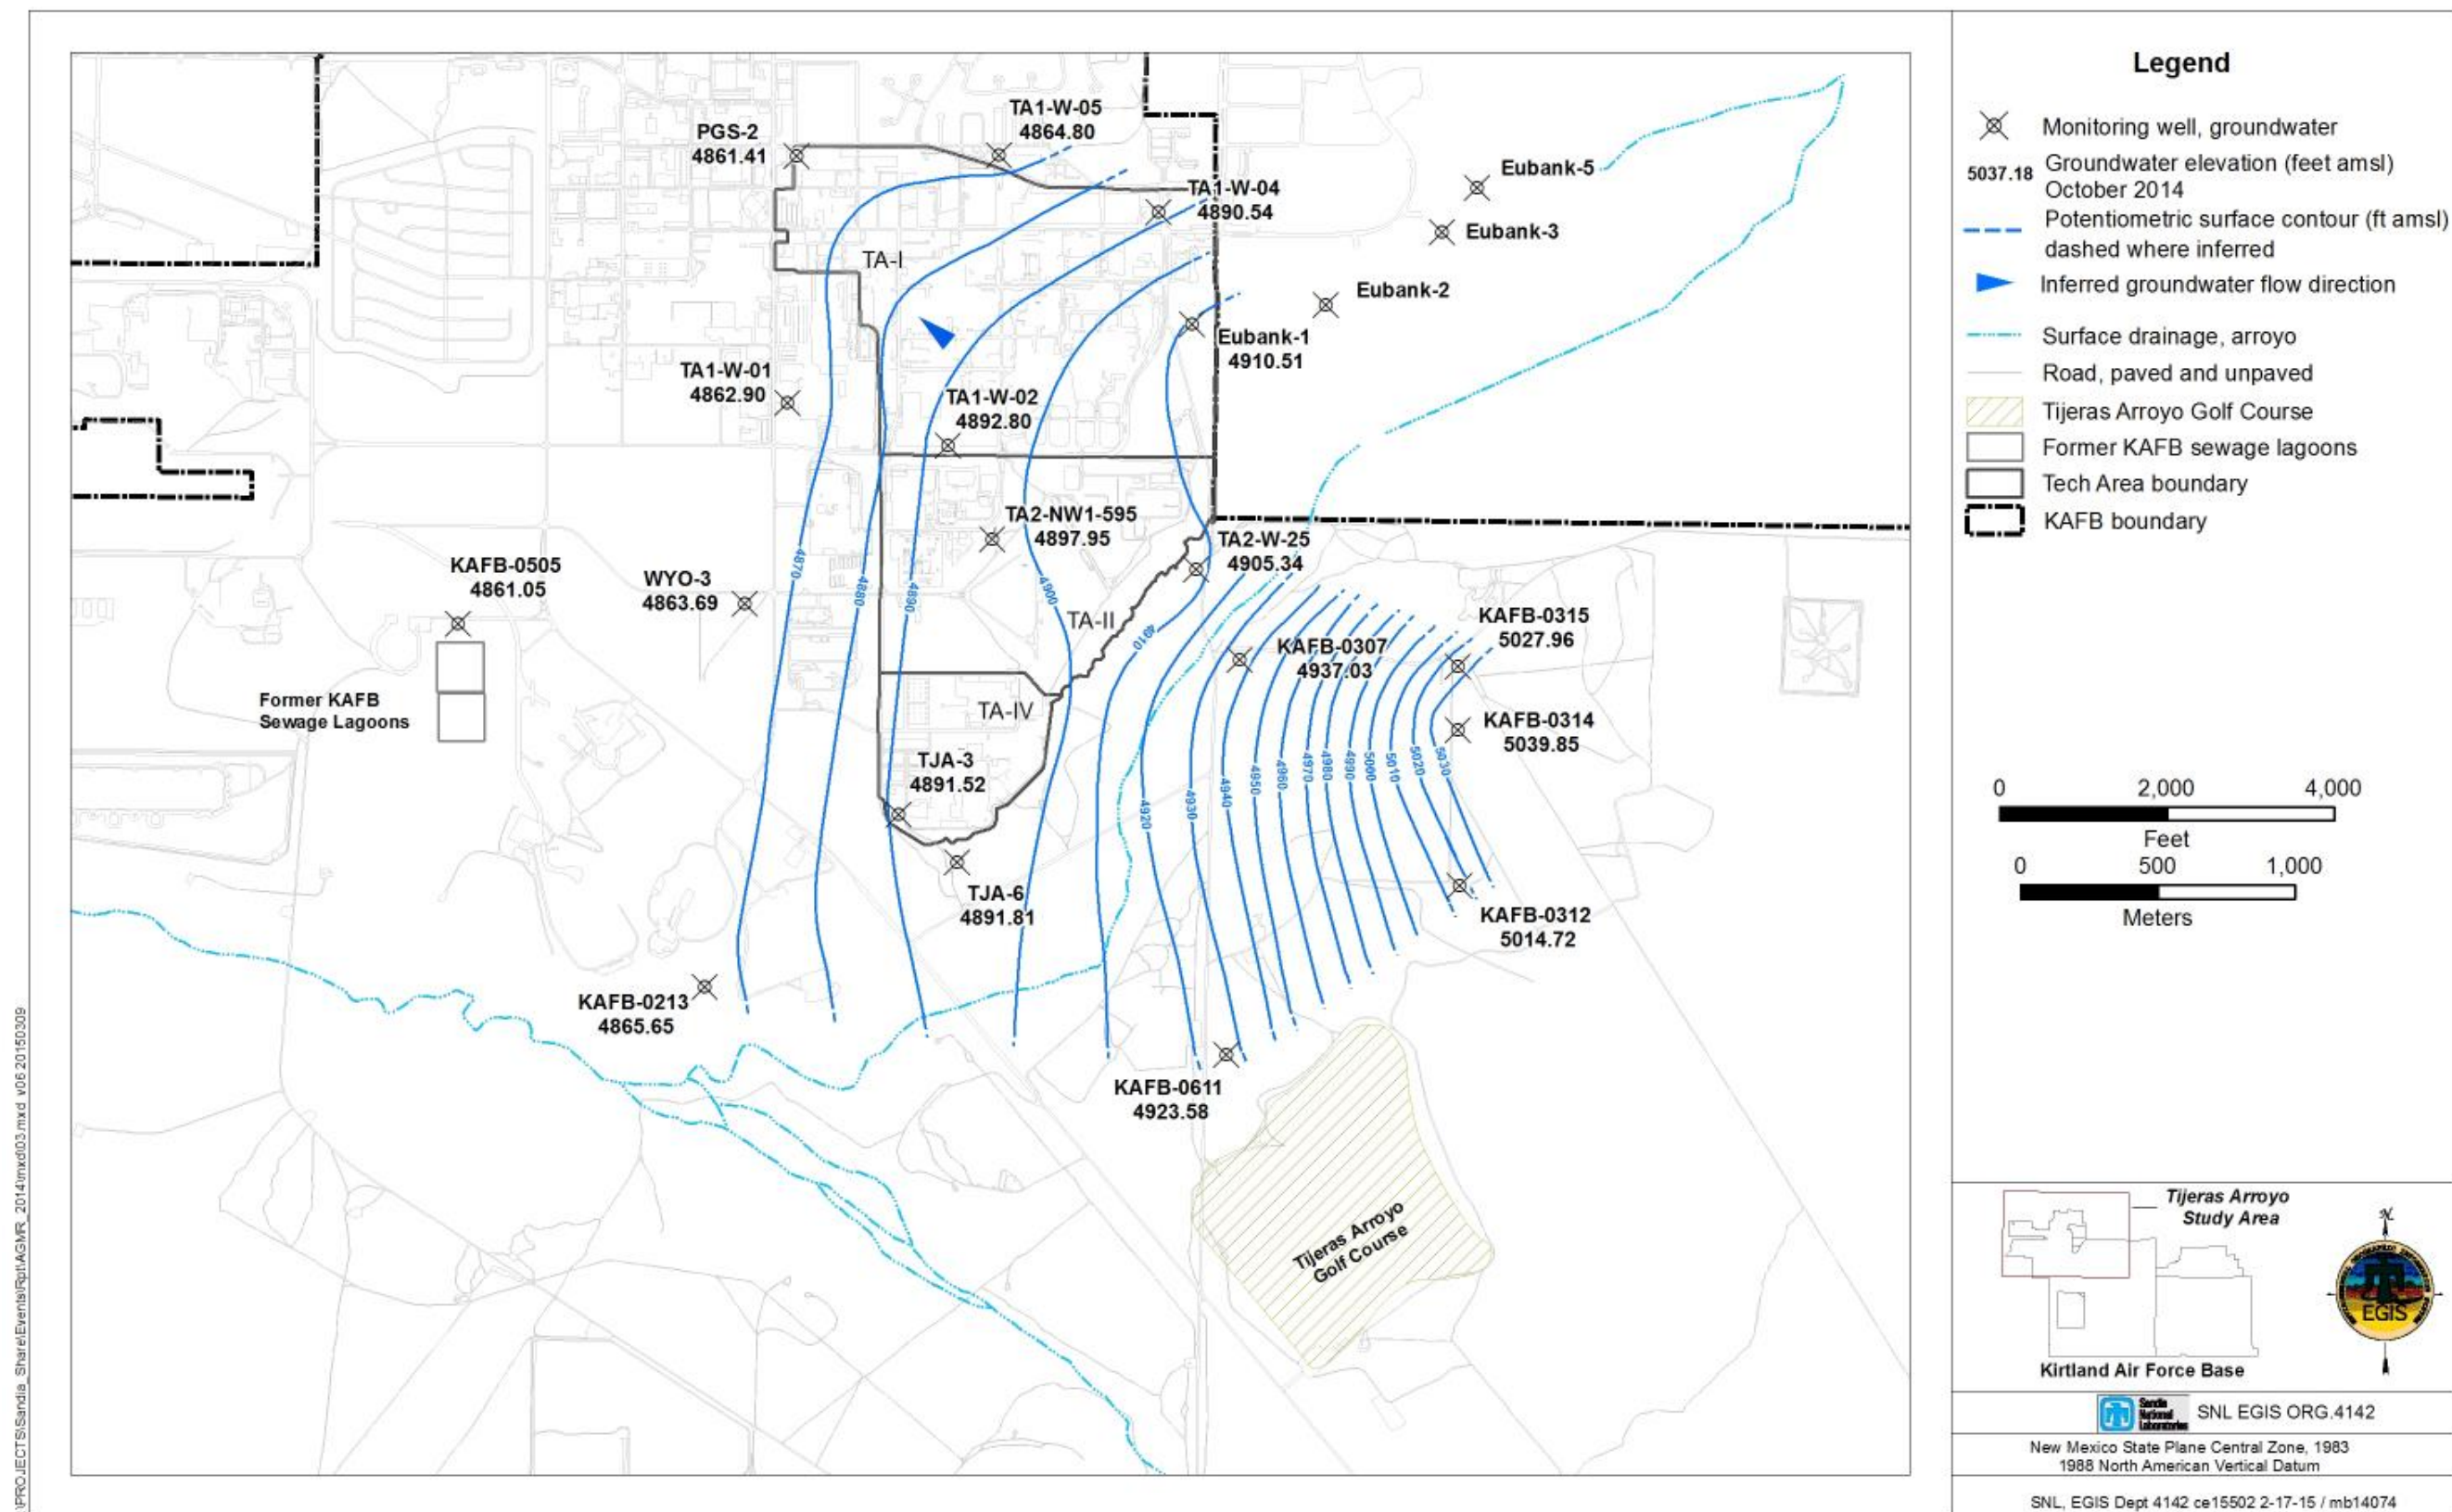 TA1-W-05
4864.80
PGS-2
4861.41
Eubank-5
TA1-W-04
4890.54
Eubank-3
TA-I
Eubank-2
Eubank-1
4910.51
TA1-W-01
4862.90
TA1-W-02
4892.80
TA2-NW1-595
4897.95
TA2-W-25
4905.34
KAFB-0505
4861.05
WYO-3
4863.69
4870
4880
4890
4900
TA-II
4910
KAFB-0315
5027.96
KAFB-0307
4937.03
Former KAFB
Sewage Lagoons
TA-IV
KAFB-0314
5039.85
TJA-3
4891.52
4920
4930
4940
4950
4960
4970
4980
4990
5000
5010
5020
5030
TJA-6
4891.81
KAFB-0312
5014.72
KAFB-0213
4865.65
KAFB-0611
4923.58
Tijeras Arroyo
Golf Course
Legend
Monitoring well, groundwater
5037.18 Groundwater elevation (feet amsl)
October 2014
Potentiometric surface contour (ft amsl)
dashed where inferred
Inferred groundwater flow direction
Surface drainage, arroyo
Road, paved and unpaved
Tijeras Arroyo Golf Course
Former KAFB sewage lagoons
Tech Area boundary
KAFB boundary
0 2,000 4,000
Feet
0 500 1,000
Meters
Tijeras Arroyo
Study Area
N
EGIS
Kirtland Air Force Base
Sandia
National
Laboratories
SNL EGIS ORG.4142
New Mexico State Plane Central Zone, 1983
1988 North American Vertical Datum
SNL, EGIS Dept 4142 ce15502 2-17-15 / mb14074